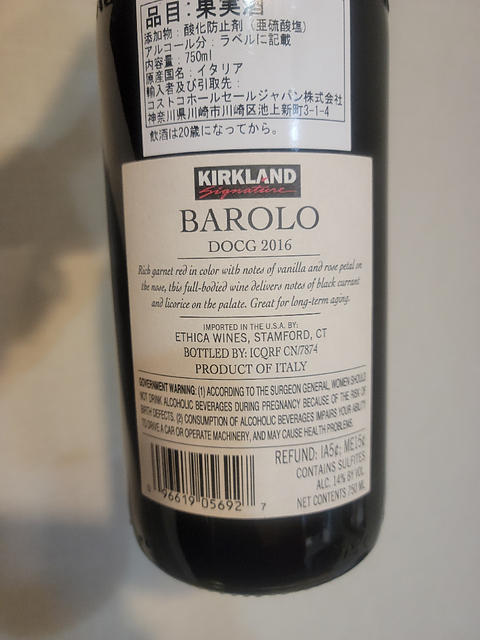 品目：果実酒
添加物：酸化防止剤（亜硫酸塩）
アルコール分：ラベルに記載
内容量：750ml
原産国名：イタリア
輸入者及び引取先：
コストコホールセールジャパン株式会社
神奈川県川崎市川崎区池上新町3-1-4
飲酒は20歳になってから。
KIRKLAND
Signature
BAROLO
DOCG 2016
Rich garnet red in color with notes of vanilla and rose petal on
the nose, this full-bodied wine delivers notes of black currant
and licorice on the palate. Great for long-term aging.
IMPORTED IN THE U.S.A. BY:
ETHICA WINES, STAMFORD, CT
BOTTLED BY: ICQRF CN/7874
PRODUCT OF ITALY
GOVERNMENT WARNING: (1) ACCORDING TO THE SURGEON GENERAL, WOMEN SHOULD
NOT DRINK ALCOHOLIC BEVERAGES DURING PREGNANCY BECAUSE OF THE RISK OF
BIRTH DEFECTS. (2) CONSUMPTION OF ALCOHOLIC BEVERAGES IMPAIRS YOUR ABILITY
TO DRIVE A CAR OR OPERATE MACHINERY, AND MAY CAUSE HEALTH PROBLEMS.
REFUND: IA5¢; ME15¢
CONTAINS SULFITES
ALC. 14% BY VOL.
NET CONTENTS 750 ML
0 96619 05692 7